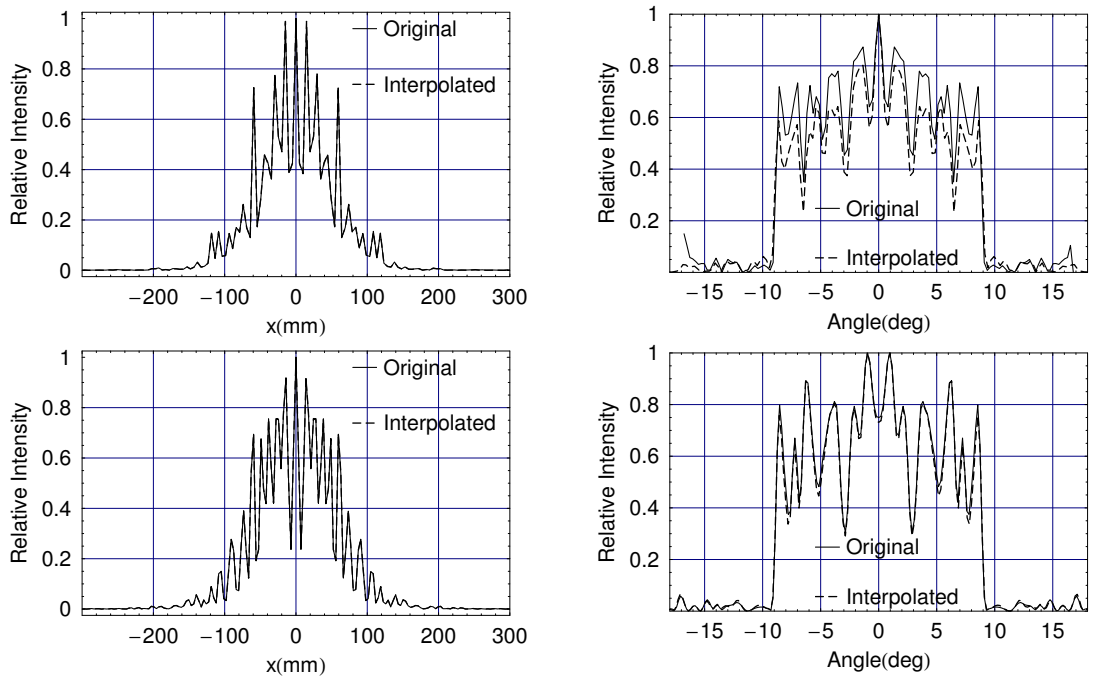 1
0.8
0.6
0.4
0.2
0
Relative Intensity
Original
Interpolated
−200 −100 0 100 200 300
x(mm)
1
0.8
0.6
0.4
0.2
Relative Intensity
Original
Interpolated
−15 −10 −5 0 5 10 15
Angle(deg)
1
0.8
0.6
0.4
0.2
0
Relative Intensity
Original
Interpolated
−200 −100 0 100 200 300
x(mm)
1
0.8
0.6
0.4
0.2
Relative Intensity
Original
Interpolated
−15 −10 −5 0 5 10 15
Angle(deg)